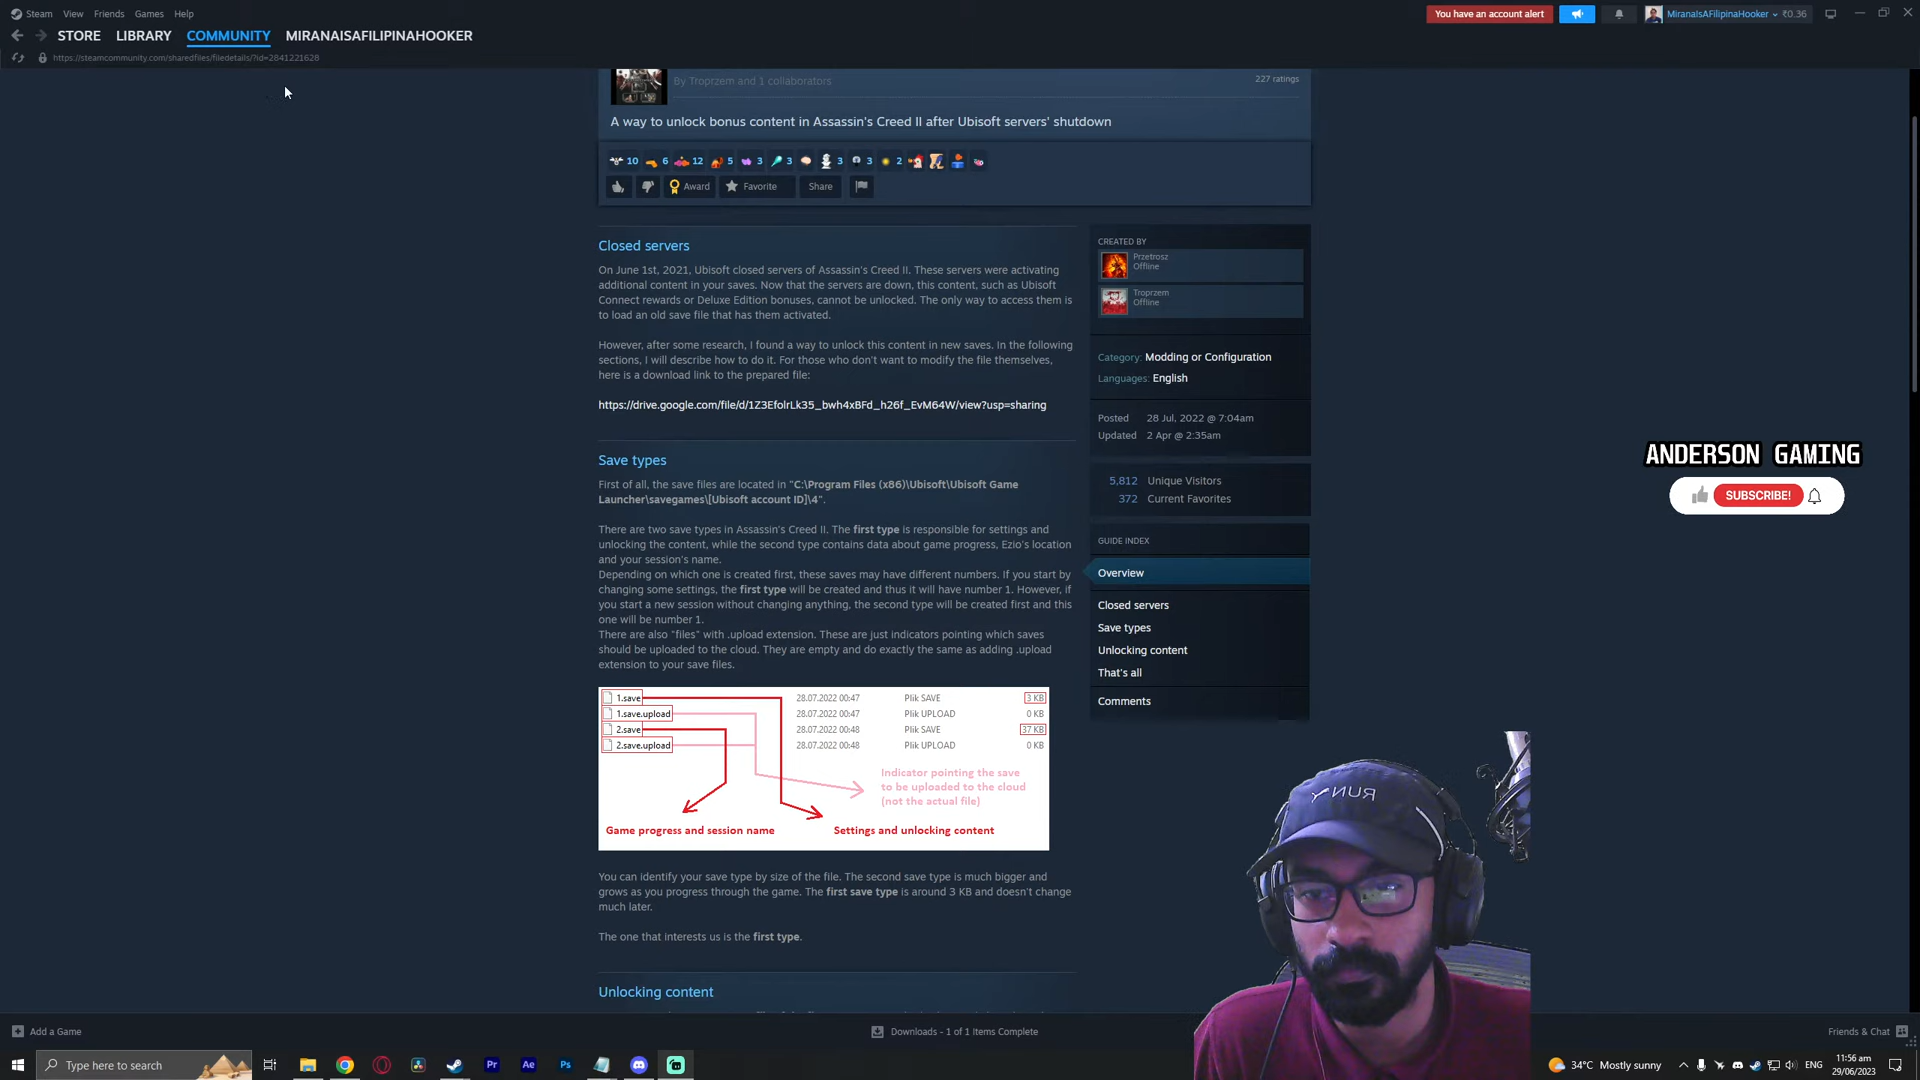 Steam View Friends Games Help
You have an account alert
MiranaIsAFilipinaHooker
₹0.36
STORE LIBRARY COMMUNITY MIRANAISAFILIPINAHOOKER
https://steamcommunity.com/sharedfiles/filedetails/?id=2841221628
By Troprzem and 1 collaborators
227 ratings
A way to unlock bonus content in Assassin's Creed II after Ubisoft servers' shutdown
10 6 12 5 3 3 3 3 2
Award Favorite Share
Closed servers
On June 1st, 2021, Ubisoft closed servers of Assassin's Creed II. These servers were activating
additional content in your saves. Now that the servers are down, this content, such as Ubisoft
Connect rewards or Deluxe Edition bonuses, cannot be unlocked. The only way to access them is
to load an old save file that has them activated.
However, after some research, I found a way to unlock this content in new saves. In the following
sections, I will describe how to do it. For those who don't want to modify the file themselves,
here is a download link to the prepared file:
https://drive.google.com/file/d/1Z3EfolrLk35_bwh4xBFd_h26f_EvM64W/view?usp=sharing
Save types
First of all, the save files are located in "C:\Program Files (x86)\Ubisoft\Ubisoft Game
Launcher\savegames\[Ubisoft account ID]\4".
There are two save types in Assassin's Creed II. The first type is responsible for settings and
unlocking the content, while the second type contains data about game progress, Ezio's location
and your session's name.
Depending on which one is created first, these saves may have different numbers. If you start by
changing some settings, the first type will be created and thus it will have number 1. However, if
you start a new session without changing anything, the second type will be created first and this
one will be number 1.
There are also "files" with .upload extension. These are just indicators pointing which saves
should be uploaded to the cloud. They are empty and do exactly the same as adding .upload
extension to your save files.
1.save 28.07.2022 00:47 Plik SAVE 3 KB
1.save.upload 28.07.2022 00:47 Plik UPLOAD 0 KB
2.save 28.07.2022 00:48 Plik SAVE 37 KB
2.save.upload 28.07.2022 00:48 Plik UPLOAD 0 KB
Indicator pointing the save
to be uploaded to the cloud
(not the actual file)
Game progress and session name
Settings and unlocking content
You can identify your save type by size of the file. The second save type is much bigger and
grows as you progress through the game. The first save type is around 3 KB and doesn't change
much later.
The one that interests us is the first type.
Unlocking content
CREATED BY
Przetrosz
Offline
Troprzem
Offline
Category: Modding or Configuration
Languages: English
Posted 28 Jul, 2022 @ 7:04am
Updated 2 Apr @ 2:35am
5,812 Unique Visitors
372 Current Favorites
GUIDE INDEX
Overview
Closed servers
Save types
Unlocking content
That's all
Comments
ANDERSON GAMING
SUBSCRIBE!
RUN
Add a Game
Downloads - 1 of 1 Items Complete
Friends & Chat
Type here to search
Pr Ae Ps
34°C Mostly sunny
ENG
11:56 am
29/06/2023